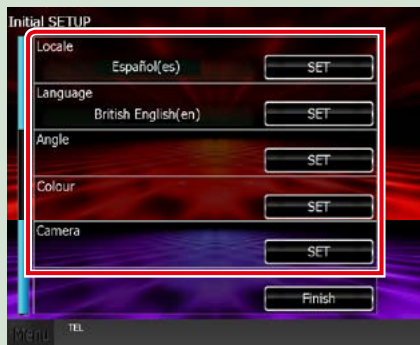 Initial SETUP
Locale
Español(es) SET
Language
British English(en) SET
Angle
SET
Colour
SET
Camera
SET
Finish
Menu TEL